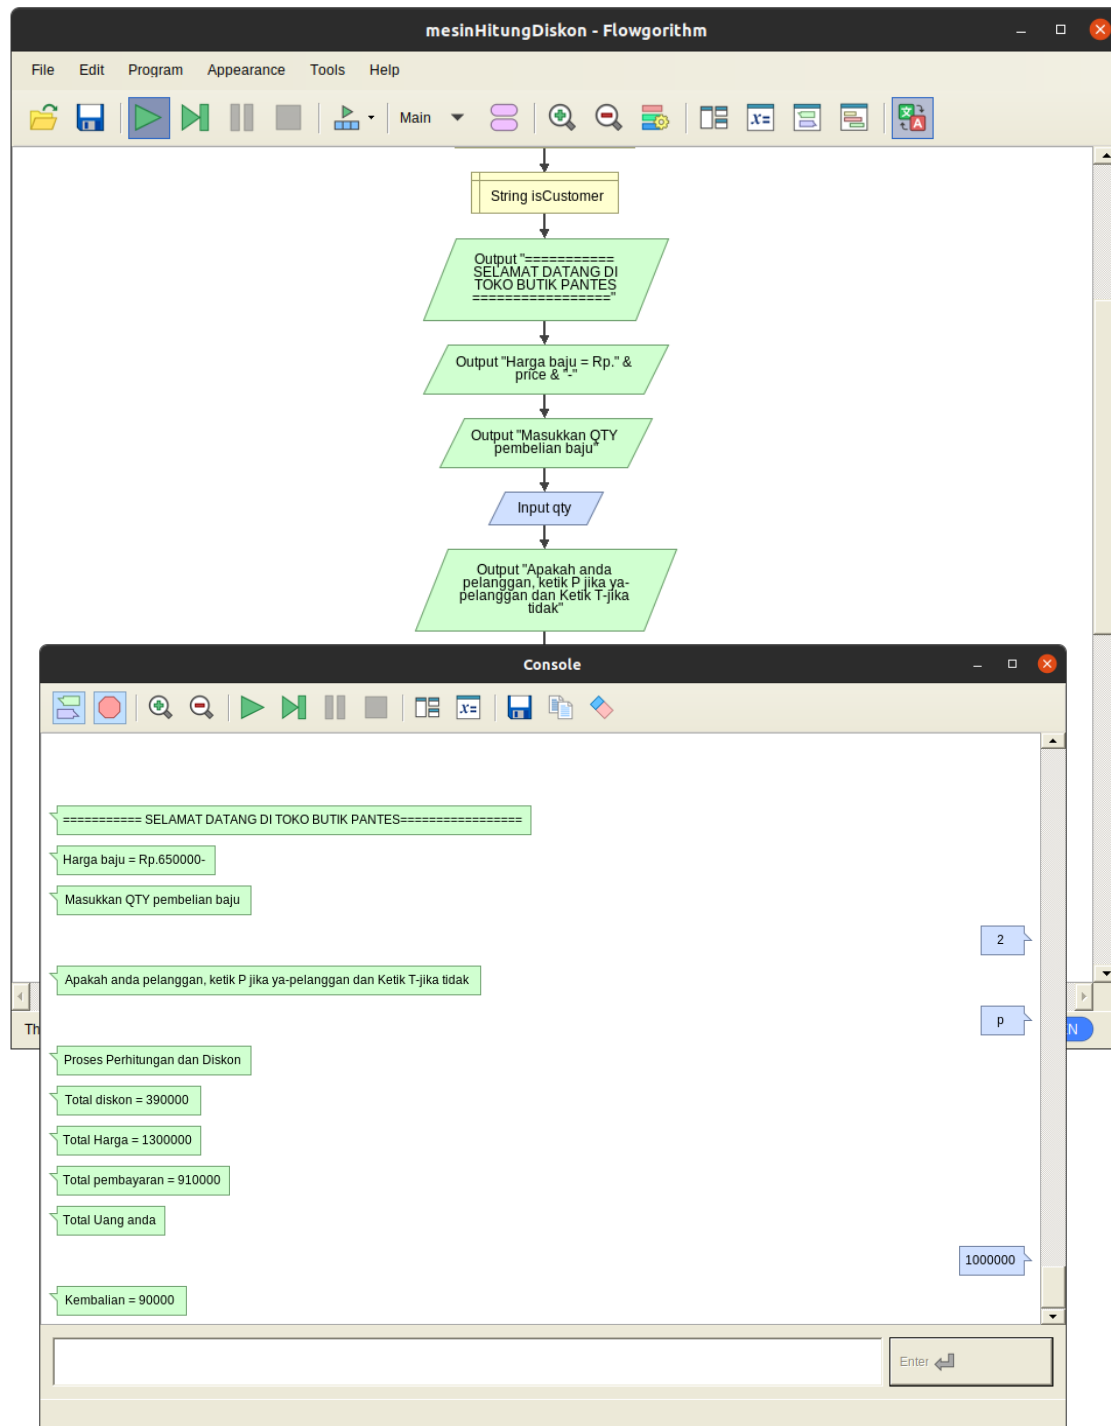 mesinHitungDiskon - Flowgorithm
File Edit Program Appearance Tools Help
Main
String isCustomer
Output "===========
SELAMAT DATANG DI
TOKO BUTIK PANTES
================="
Output "Harga baju = Rp." &
price & "-"
Output "Masukkan QTY
pembelian baju"
Input qty
Output "Apakah anda
pelanggan, ketik P jika ya-
pelanggan dan Ketik T-jika
tidak"
Console
=========== SELAMAT DATANG DI TOKO BUTIK PANTES=================
Harga baju = Rp.650000-
Masukkan QTY pembelian baju
2
Apakah anda pelanggan, ketik P jika ya-pelanggan dan Ketik T-jika tidak
p
Proses Perhitungan dan Diskon
Total diskon = 390000
Total Harga = 1300000
Total pembayaran = 910000
Total Uang anda
1000000
Kembalian = 90000
Enter